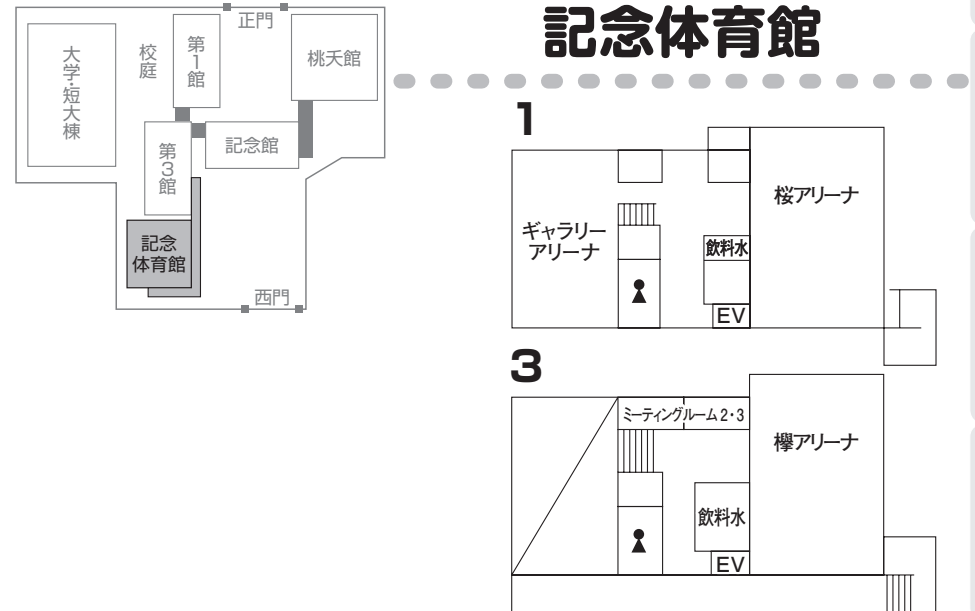 正門
大学・短大棟
校庭
第1館
桃夭館
第3館
記念館
記念
体育館
西門
記念体育館
1
ギャラリー
アリーナ
飲料水
EV
桜アリーナ
3
ミーティングルーム2・3
飲料水
EV
欅アリーナ